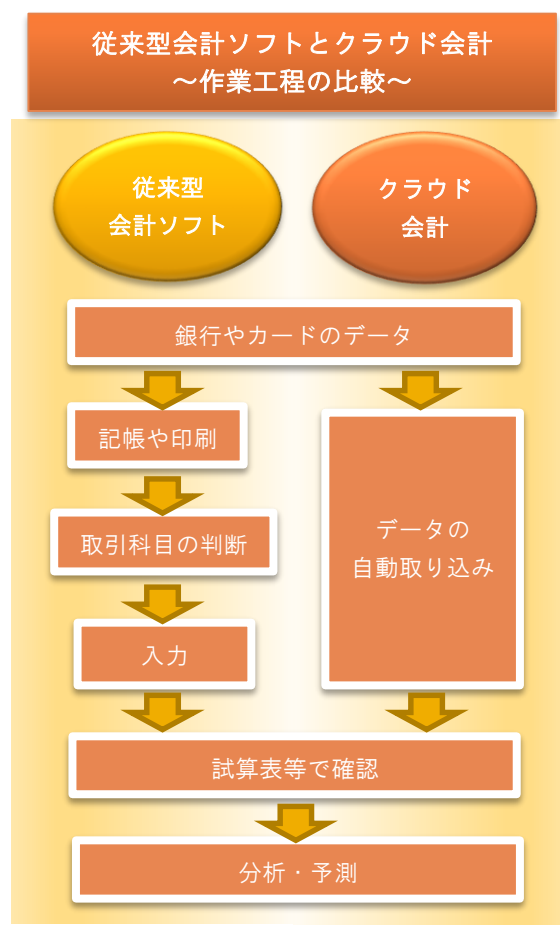 従来型会計ソフトとクラウド会計
～作業工程の比較～
従来型
会計ソフト
クラウド
会計
銀行やカードのデータ
記帳や印刷
取引科目の判断
入力
データの
自動取り込み
試算表等で確認
分析・予測